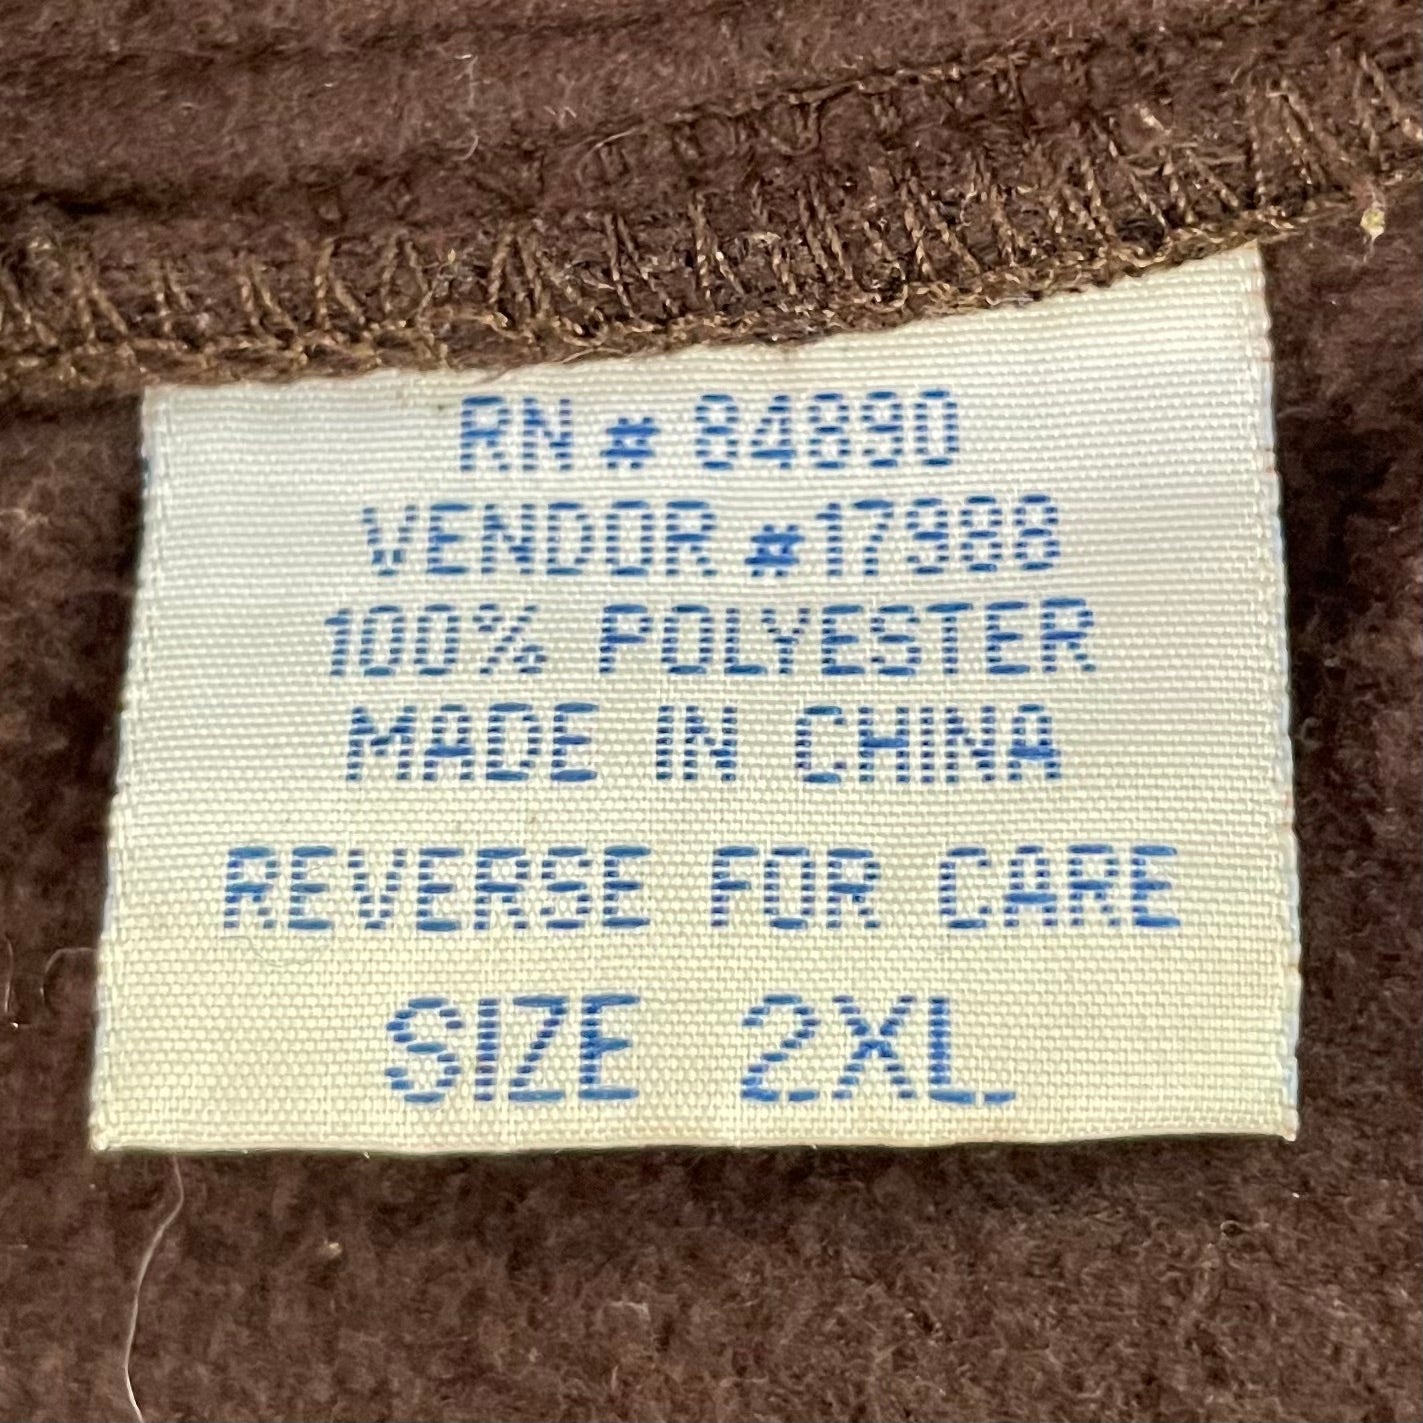 RN # 84890
VENDOR #17988
100% POLYESTER
MADE IN CHINA
REVERSE FOR CARE
SIZE 2XL